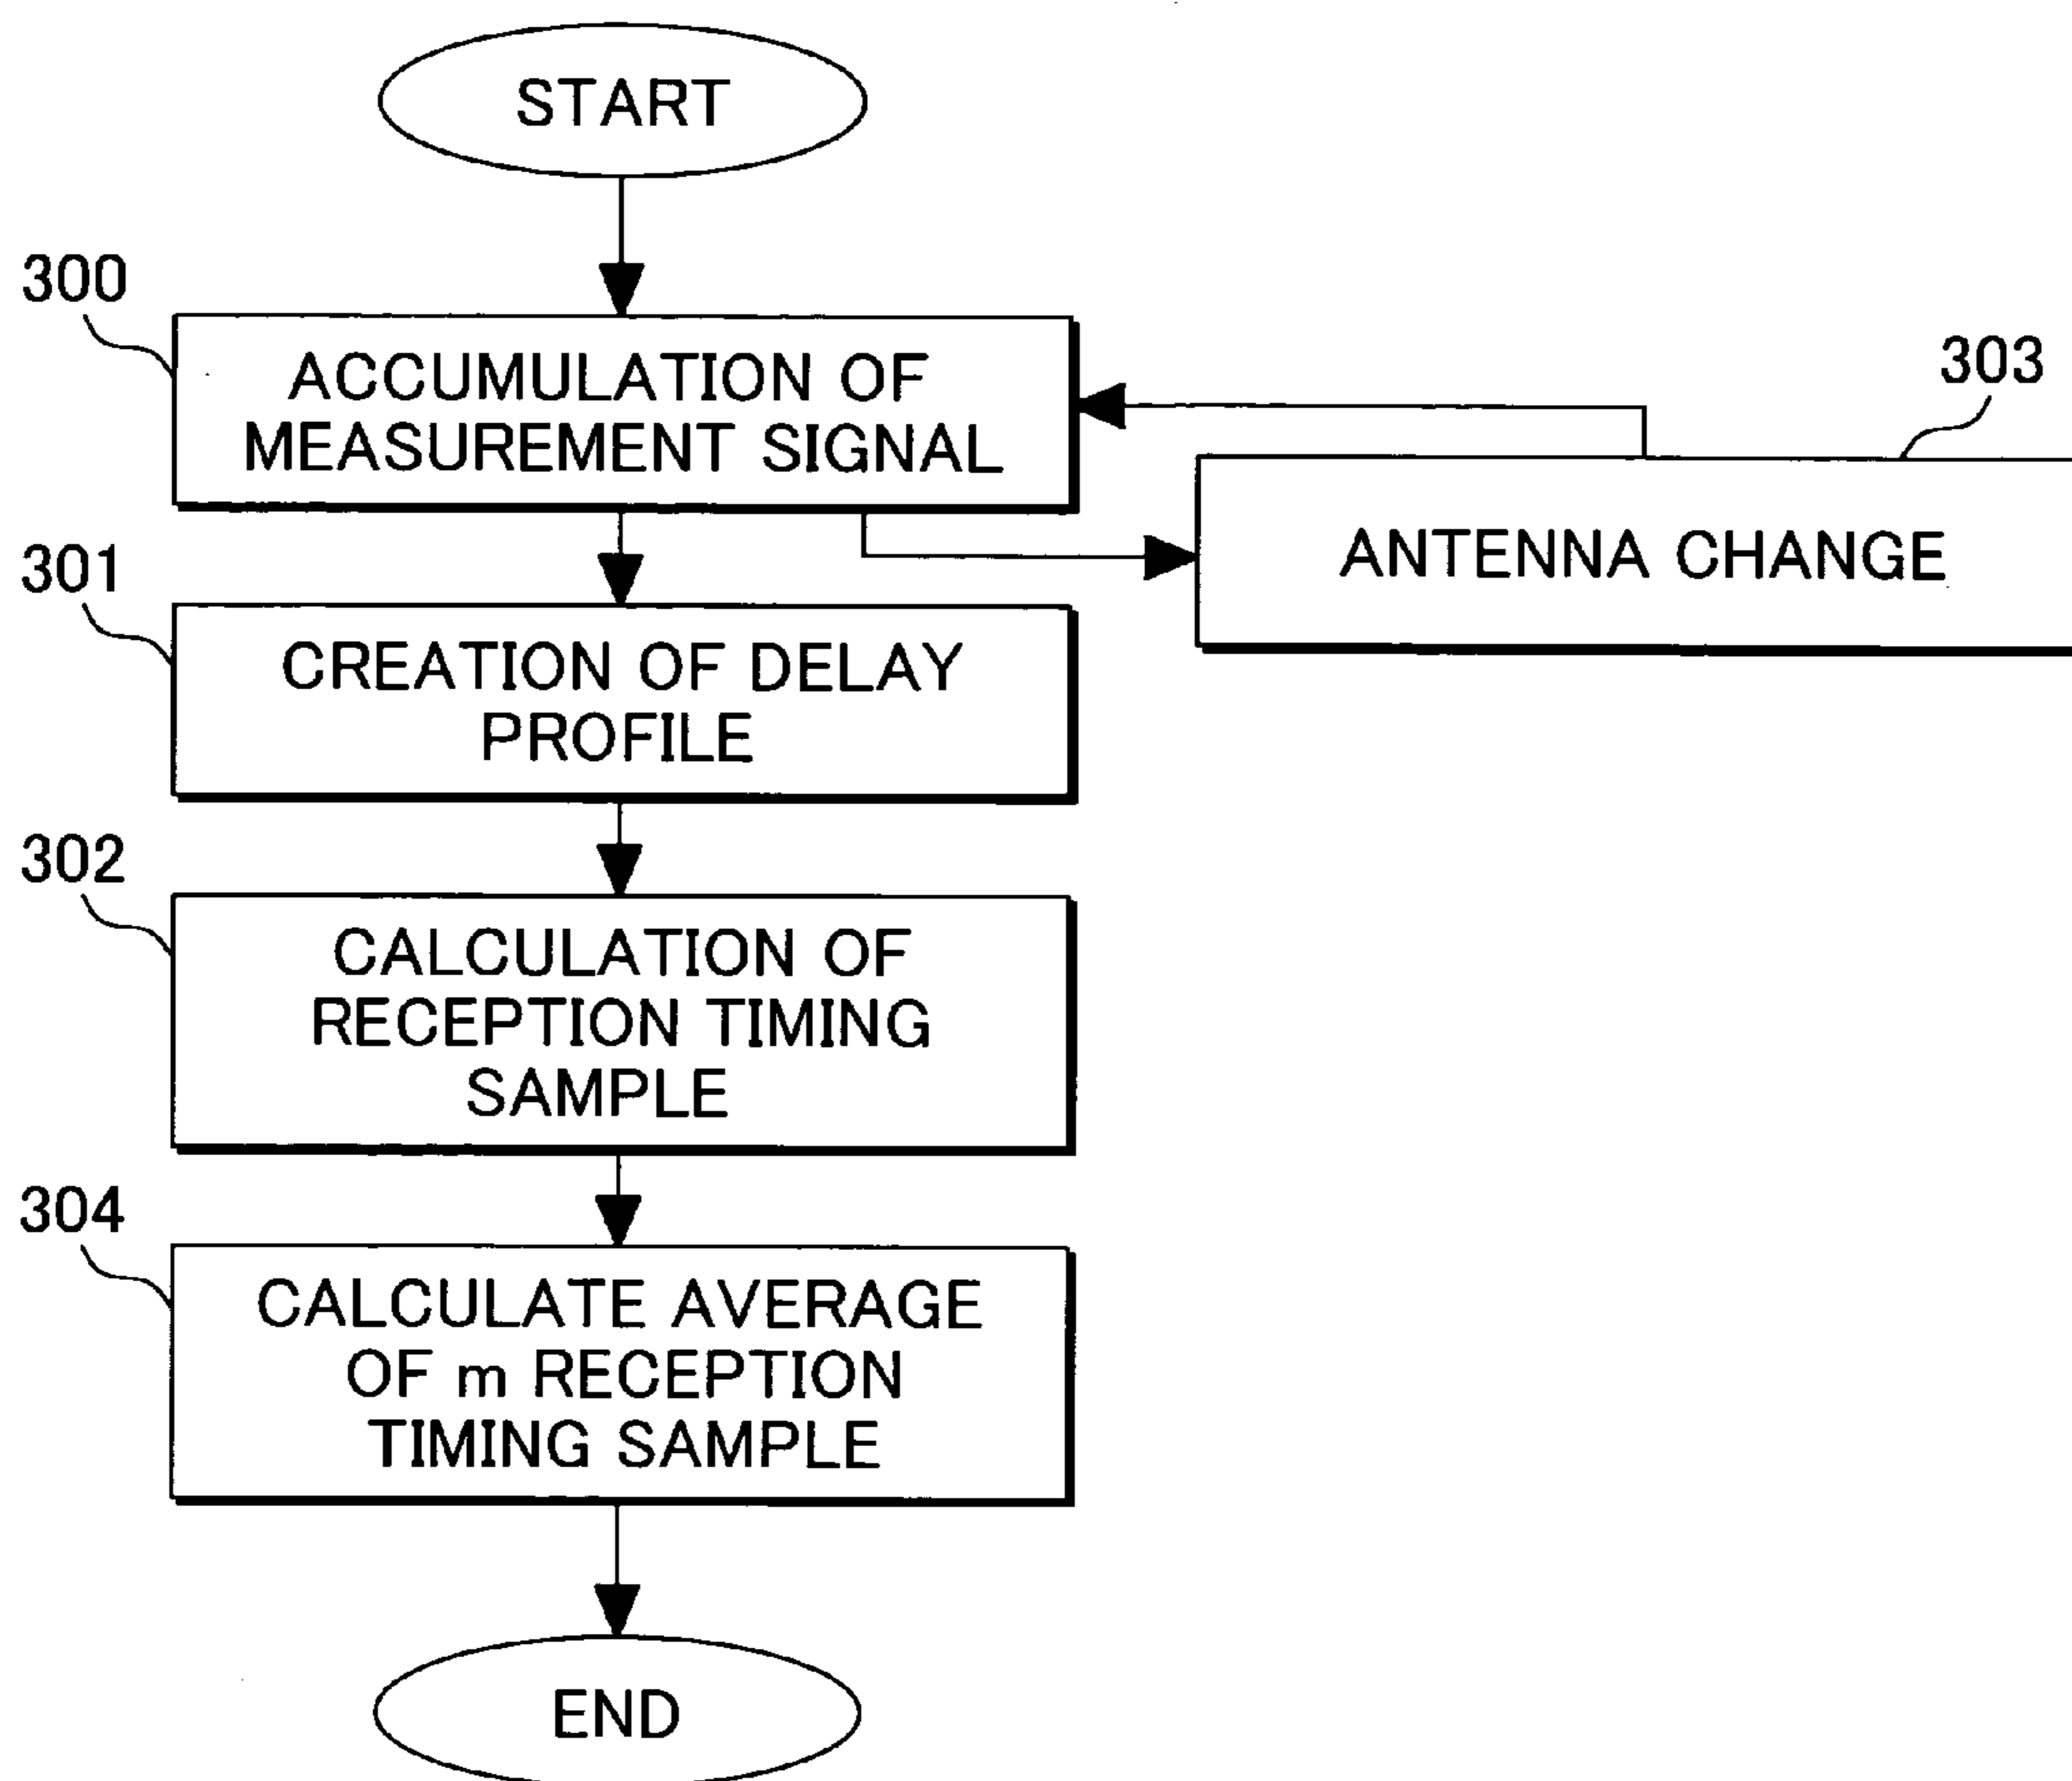 START
300
ACCUMULATION OF
MEASUREMENT SIGNAL
303
ANTENNA CHANGE
301
CREATION OF DELAY
PROFILE
302
CALCULATION OF
RECEPTION TIMING
SAMPLE
304
CALCULATE AVERAGE
OF m RECEPTION
TIMING SAMPLE
END